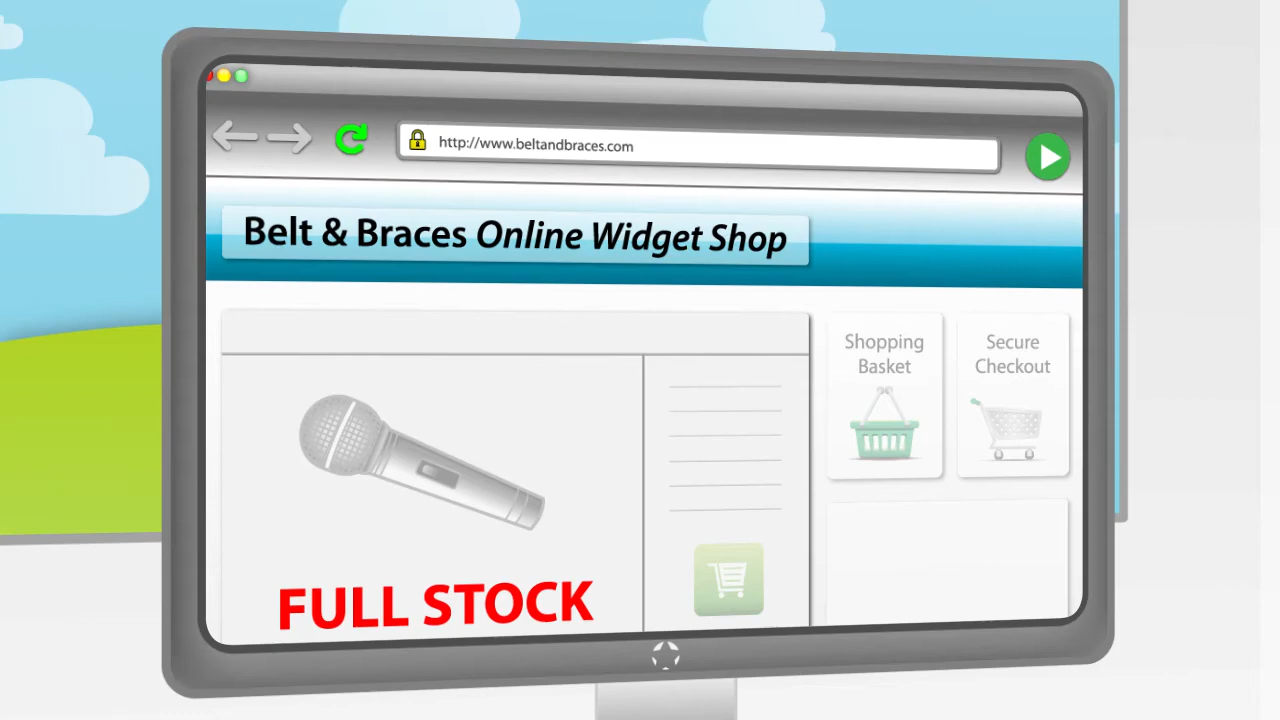 http://www.beltandbraces.com
Belt & Braces Online Widget Shop
Shopping
Basket
Secure
Checkout
FULL STOCK